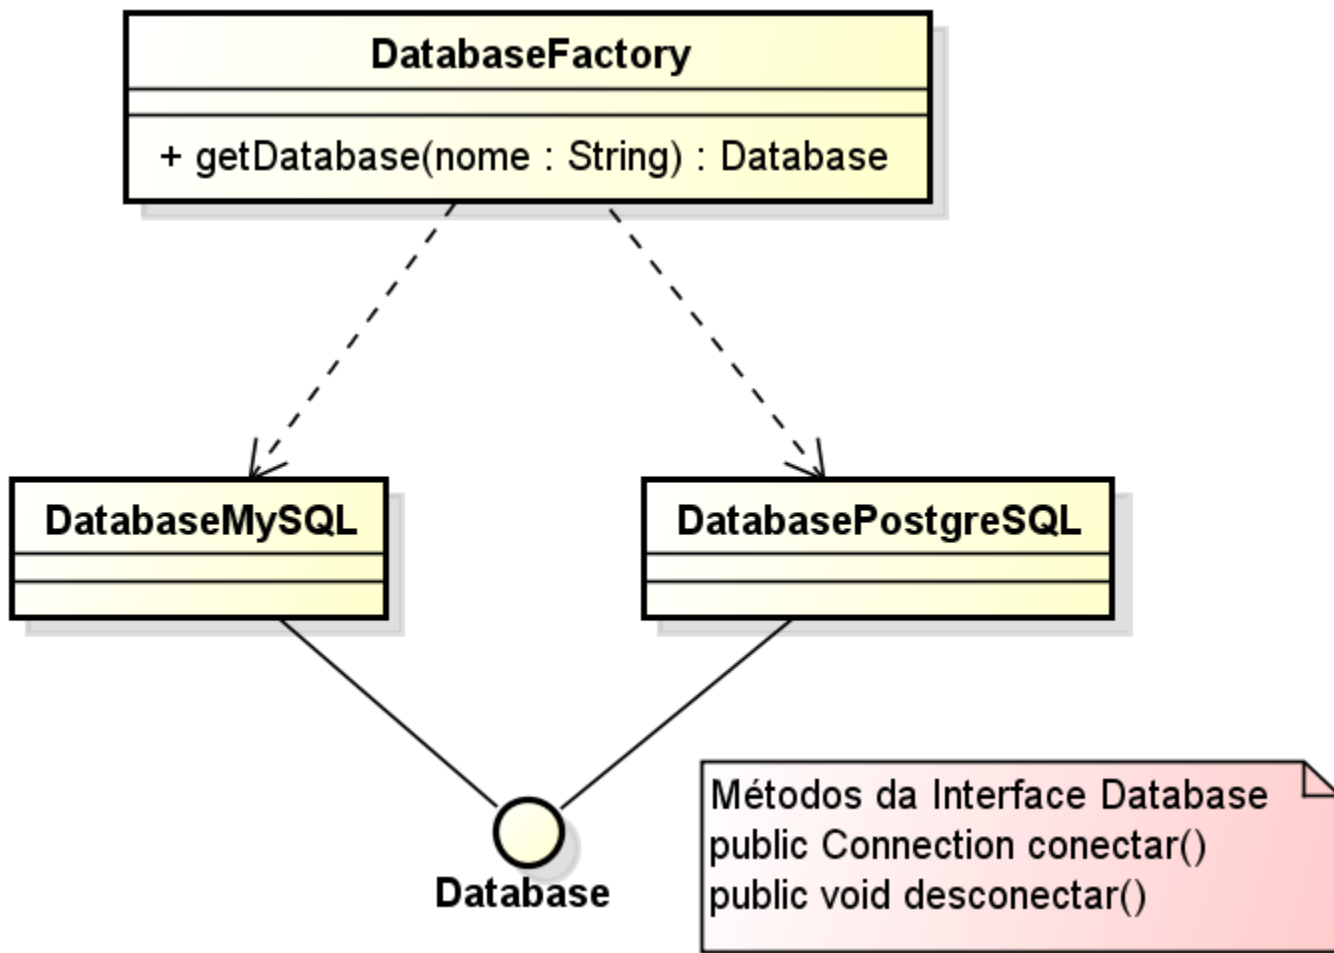 DatabaseFactory
+ getDatabase(nome : String) : Database
DatabaseMySQL
DatabasePostgreSQL
Database
Métodos da Interface Database
public Connection conectar()
public void desconectar()